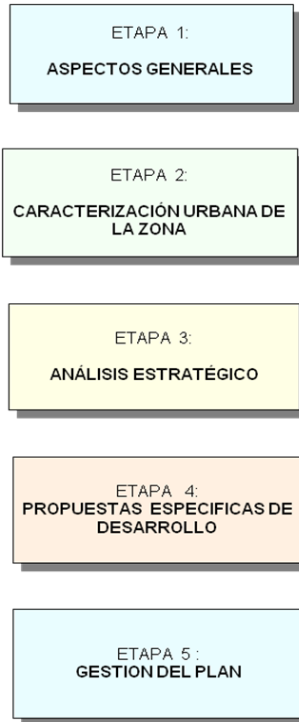 ETAPA 1:
ASPECTOS GENERALES
ETAPA 2:
CARACTERIZACIÓN URBANA DE
LA ZONA
ETAPA 3:
ANÁLISIS ESTRATÉGICO
ETAPA 4:
PROPUESTAS ESPECIFICAS DE
DESARROLLO
ETAPA 5 :
GESTION DEL PLAN